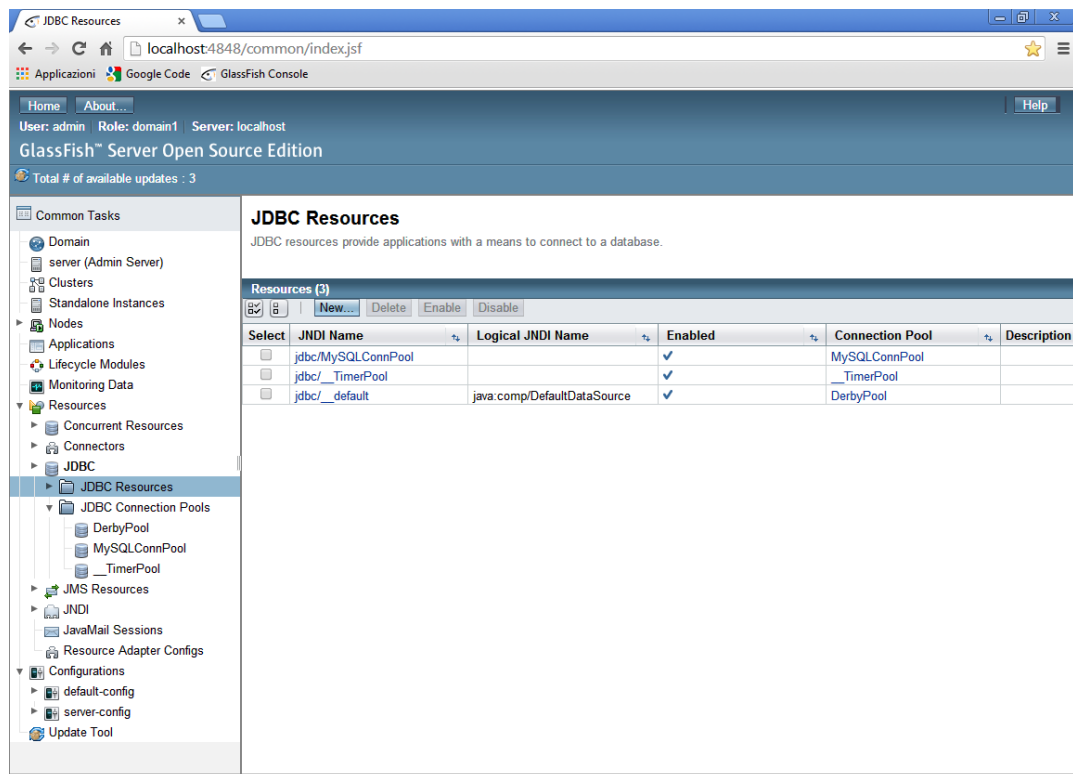 JDBC Resources
localhost:4848/common/index.jsf
Applicazioni Google Code GlassFish Console
Home About... Help
User: admin Role: domain1 Server: localhost
GlassFish™ Server Open Source Edition
Total # of available updates : 3
Common Tasks
Domain
server (Admin Server)
Clusters
Standalone Instances
Nodes
Applications
Lifecycle Modules
Monitoring Data
Resources
Concurrent Resources
Connectors
JDBC
JDBC Resources
JDBC Connection Pools
DerbyPool
MySQLConnPool
__TimerPool
JMS Resources
JNDI
JavaMail Sessions
Resource Adapter Configs
Configurations
default-config
server-config
Update Tool
JDBC Resources
JDBC resources provide applications with a means to connect to a database.
Resources (3)
New... Delete Enable Disable
Select JNDI Name Logical JNDI Name Enabled Connection Pool Description
jdbc/MySQLConnPool MySQLConnPool
jdbc/__TimerPool __TimerPool
jdbc/__default java:comp/DefaultDataSource DerbyPool